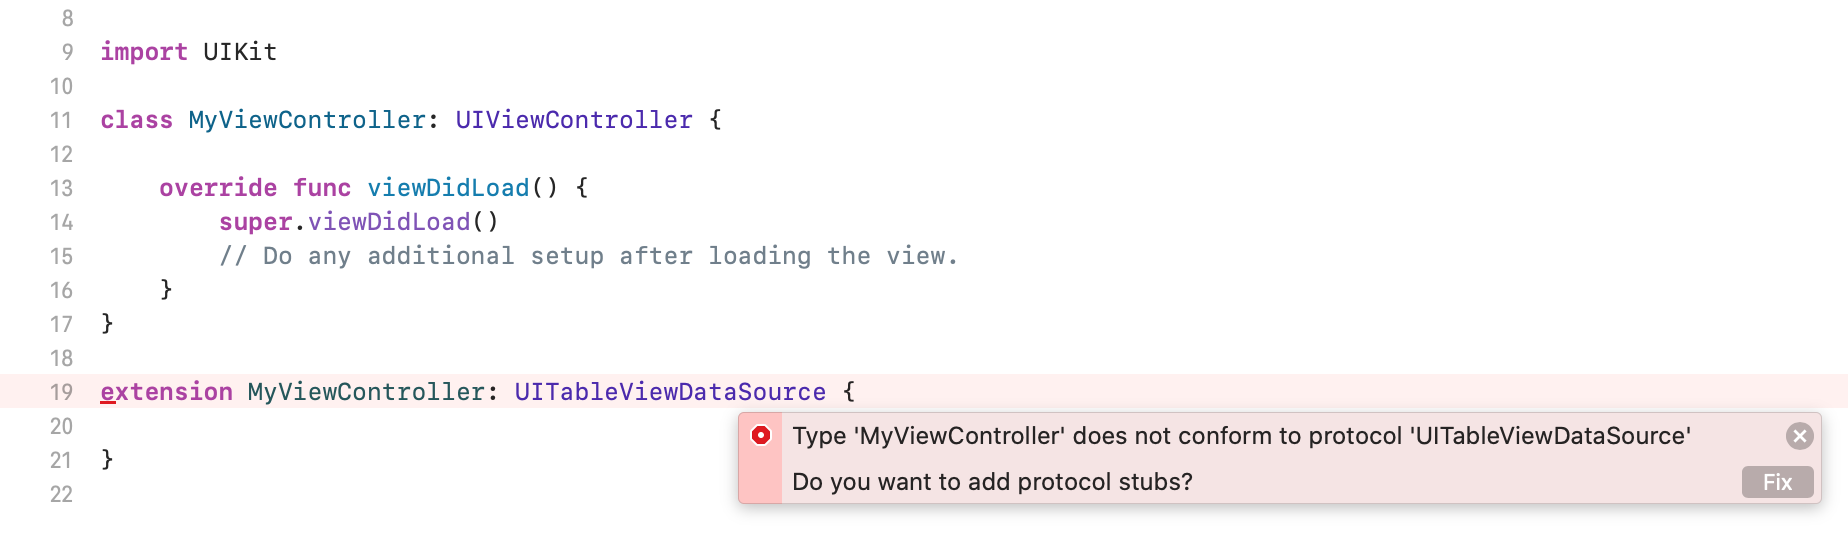 8
9 import UIKit
10
11 class MyViewController: UIViewController {
12
13     override func viewDidLoad() {
14         super.viewDidLoad()
15         // Do any additional setup after loading the view.
16     }
17 }
18
19 extension MyViewController: UITableViewDataSource {
20
Type 'MyViewController' does not conform to protocol 'UITableViewDataSource'
21 }
Do you want to add protocol stubs? Fix
22